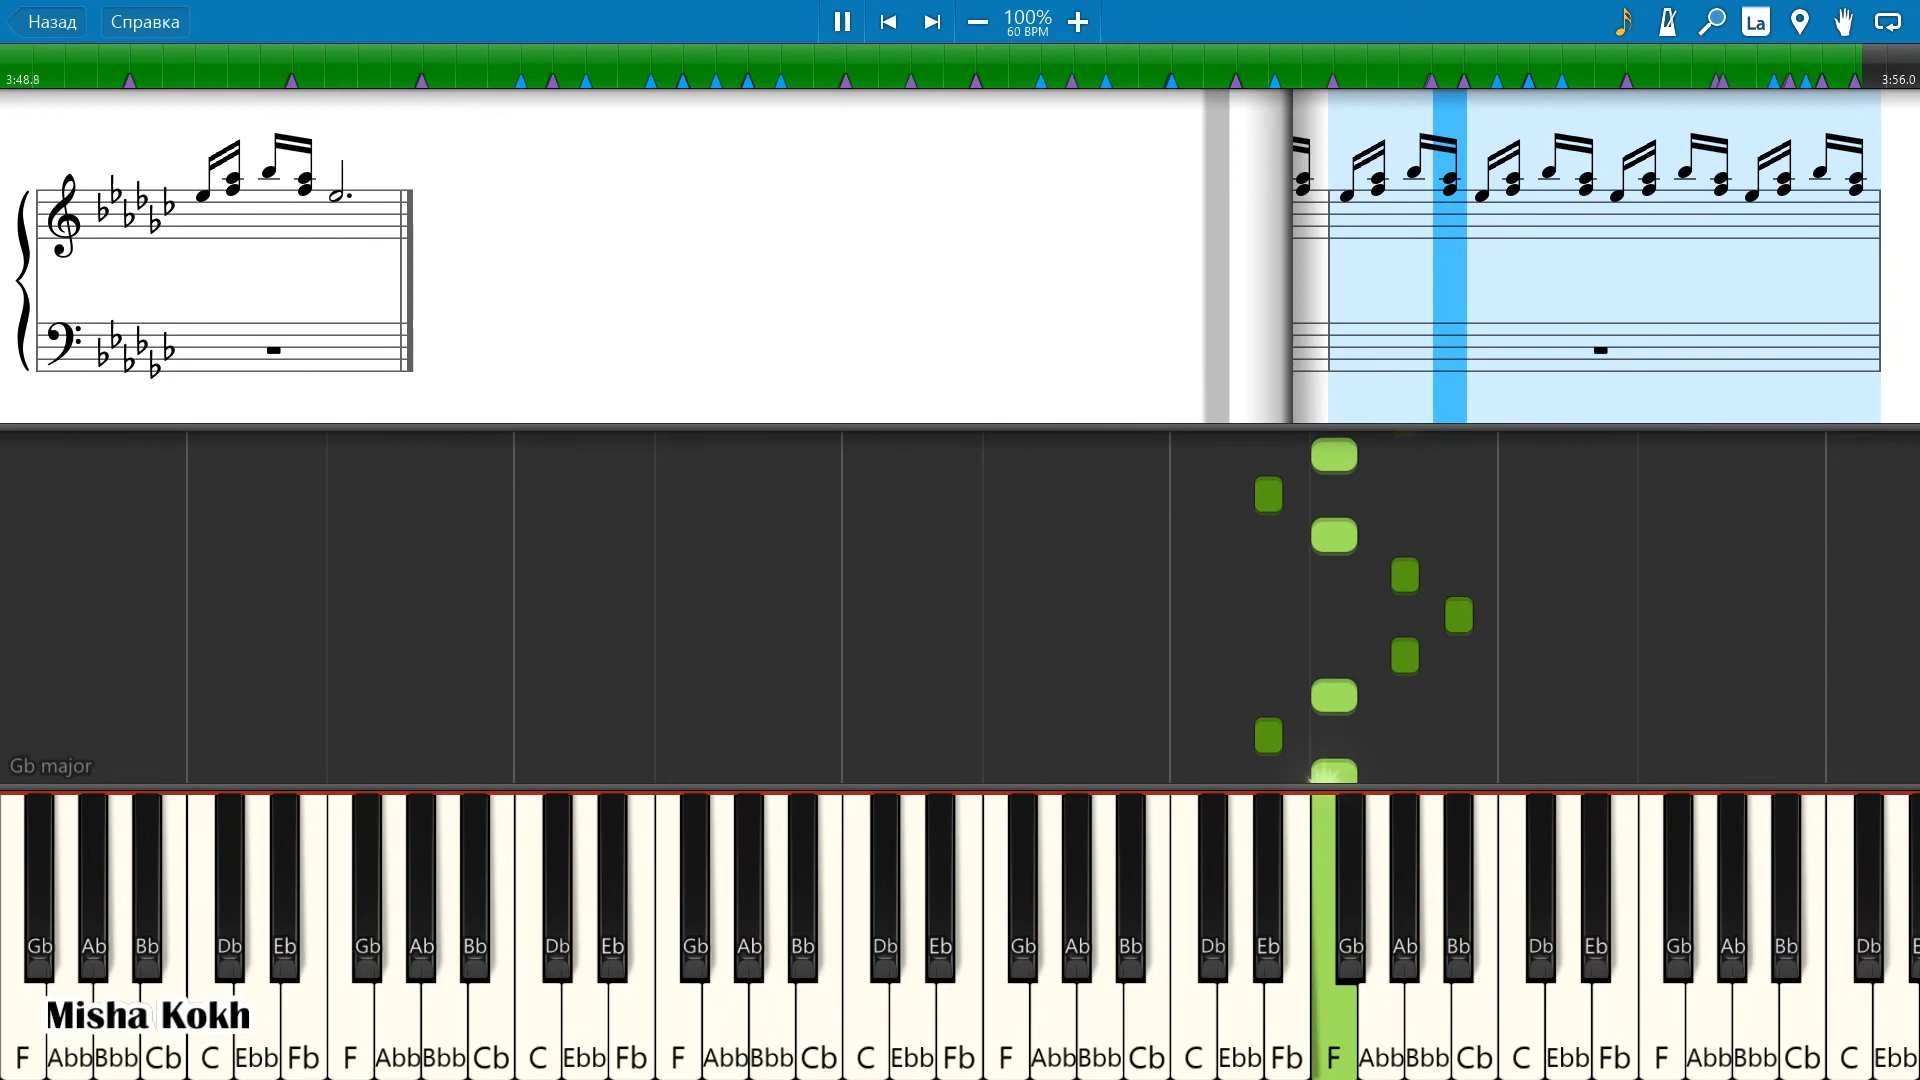 Назад Справка 100% La
60 BPM
3:48.8 3:56.0
Gb major
Gb Ab Bb Db Eb Gb Ab Bb Db Eb Gb Ab Bb Db Eb Gb Ab Bb Db Eb Gb Ab Bb Db Eb Gb Ab Bb Db
Misha Kokh
F Abb Bbb Cb C Ebb Fb F Abb Bbb Cb C Ebb Fb F Abb Bbb Cb C Ebb Fb F Abb Bbb Cb C Ebb Fb F Abb Bbb Cb C Ebb Fb F Abb Bbb Cb C Ebb